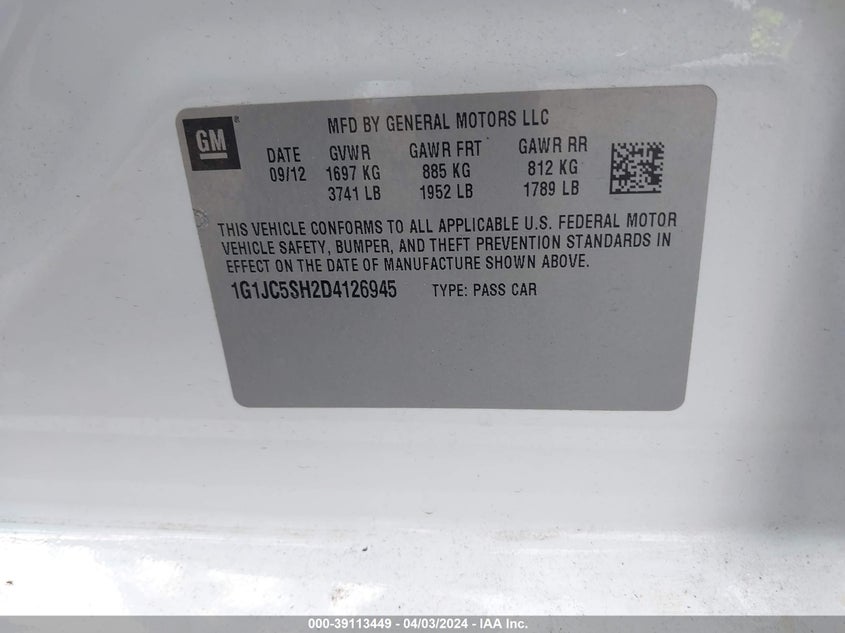 GM ®
MFD BY GENERAL MOTORS LLC
DATE GVWR GAWR FRT GAWR RR
09/12 1697 KG 885 KG 812 KG
3741 LB 1952 LB 1789 LB
THIS VEHICLE CONFORMS TO ALL APPLICABLE U.S. FEDERAL MOTOR
VEHICLE SAFETY, BUMPER, AND THEFT PREVENTION STANDARDS IN
EFFECT ON THE DATE OF MANUFACTURE SHOWN ABOVE.
1G1JC5SH2D4126945 TYPE: PASS CAR
000-39113449 - 04/03/2024 - IAA Inc.